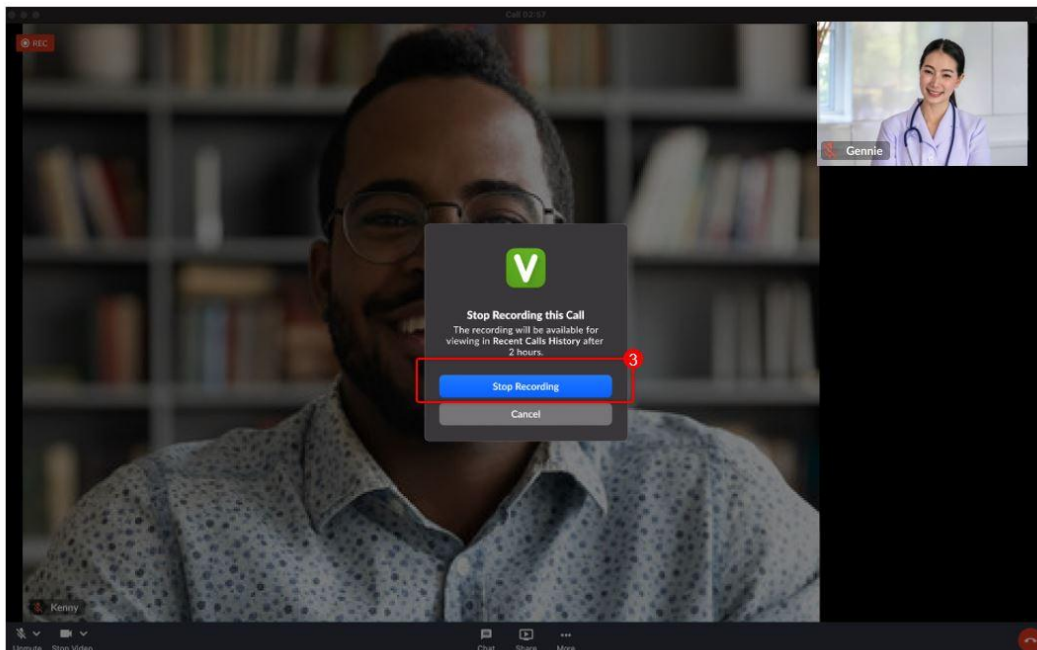 Call 02:57
REC
Gennie
V
Stop Recording this Call
The recording will be available for
viewing in Recent Calls History after
2 hours.
3
Stop Recording
Cancel
Kenny
Unmute Stop Video Chat Share More